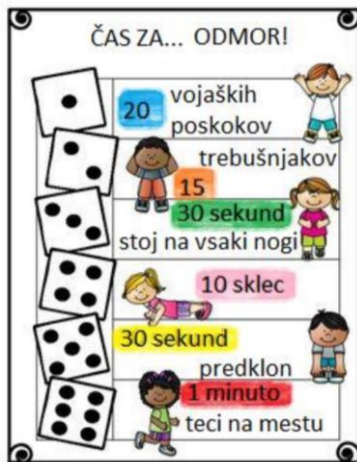 ČAS ZA... ODMOR!
20 vojaških
poskokov
trebušnjakov
15
30 sekund
stoj na vsaki nogi
10 sklec
30 sekund
predklon
1 minuto
teci na mestu